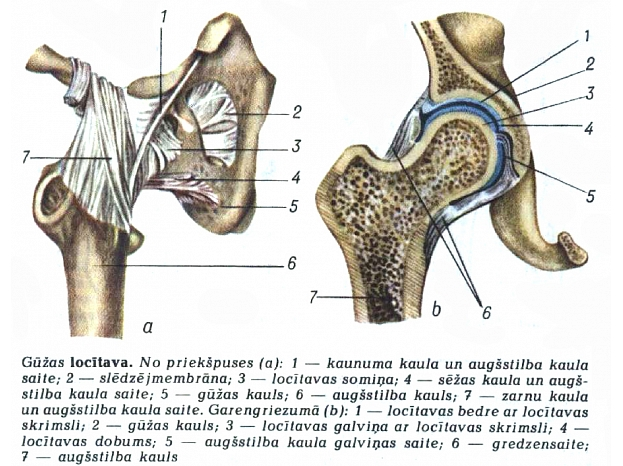 1
2
3
4
5
6
7
a
1
2
3
4
5
6
7
b
Gūžas locītava. No priekšpuses (a): 1 — kaunuma kaula un augšstilba kaula
saite; 2 — slēdzējmembrāna; 3 — locītavas somiņa; 4 — sēžas kaula un augš-
stilba kaula saite; 5 — gūžas kauls; 6 — augšstilba kauls; 7 — zarnu kaula
un augšstilba kaula saite. Garengriezumā (b): 1 — locītavas bedre ar locītavas
skrimsli; 2 — gūžas kauls; 3 — locītavas galviņa ar locītavas skrimsli; 4 —
locītavas dobums; 5 — augšstilba kaula galviņas saite; 6 — gredzensaite;
7 — augšstilba kauls